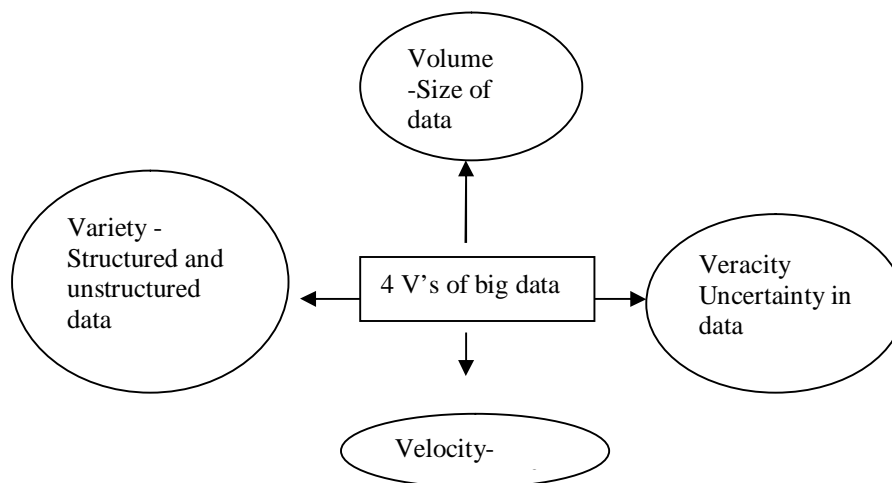 Volume
-Size of
data
Variety -
Structured and
unstructured
data
4 V's of big data
Veracity
Uncertainty in
data
Velocity-